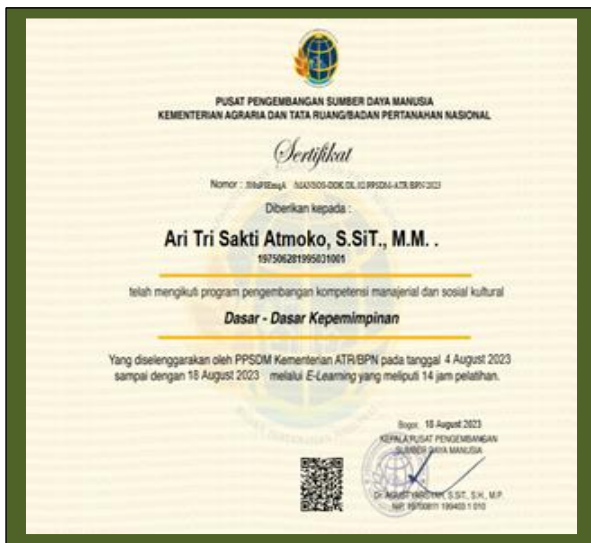 PUSAT PENGEMBANGAN SUMBER DAYA MANUSIA
KEMENTERIAN AGRARIA DAN TATA RUANG/BADAN PERTANAHAN NASIONAL
Sertifikat
Nomor :
Diberikan kepada :
Ari Tri Sakti Atmoko, S.SiT., M.M. .
197506281995031001
telah mengikuti program pengembangan kompetensi manajerial dan sosial kultural
Dasar - Dasar Kepemimpinan
Yang diselenggarakan oleh PPSDM Kementerian ATR/BPN pada tanggal 4 August 2023
sampai dengan 18 August 2023 melalui E-Learning yang meliputi 14 jam pelatihan.
Bogor, 18 August 2023
KEPALA PUSAT PENGEMBANGAN
SUMBER DAYA MANUSIA
S.ST., S.H., M.P.
NIP.